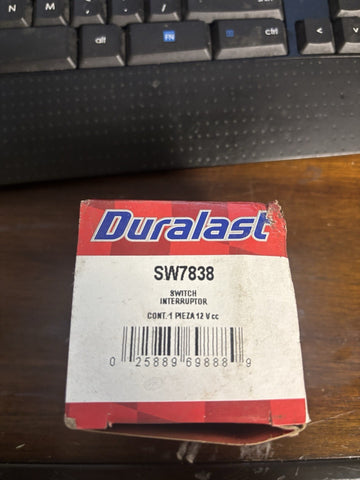 N M , . /
alt FN ctrl < v
Duralast
SW7838
SWITCH
INTERRUPTOR
CONT. 1 PIEZA 12 V cc
0 25889 69888 9